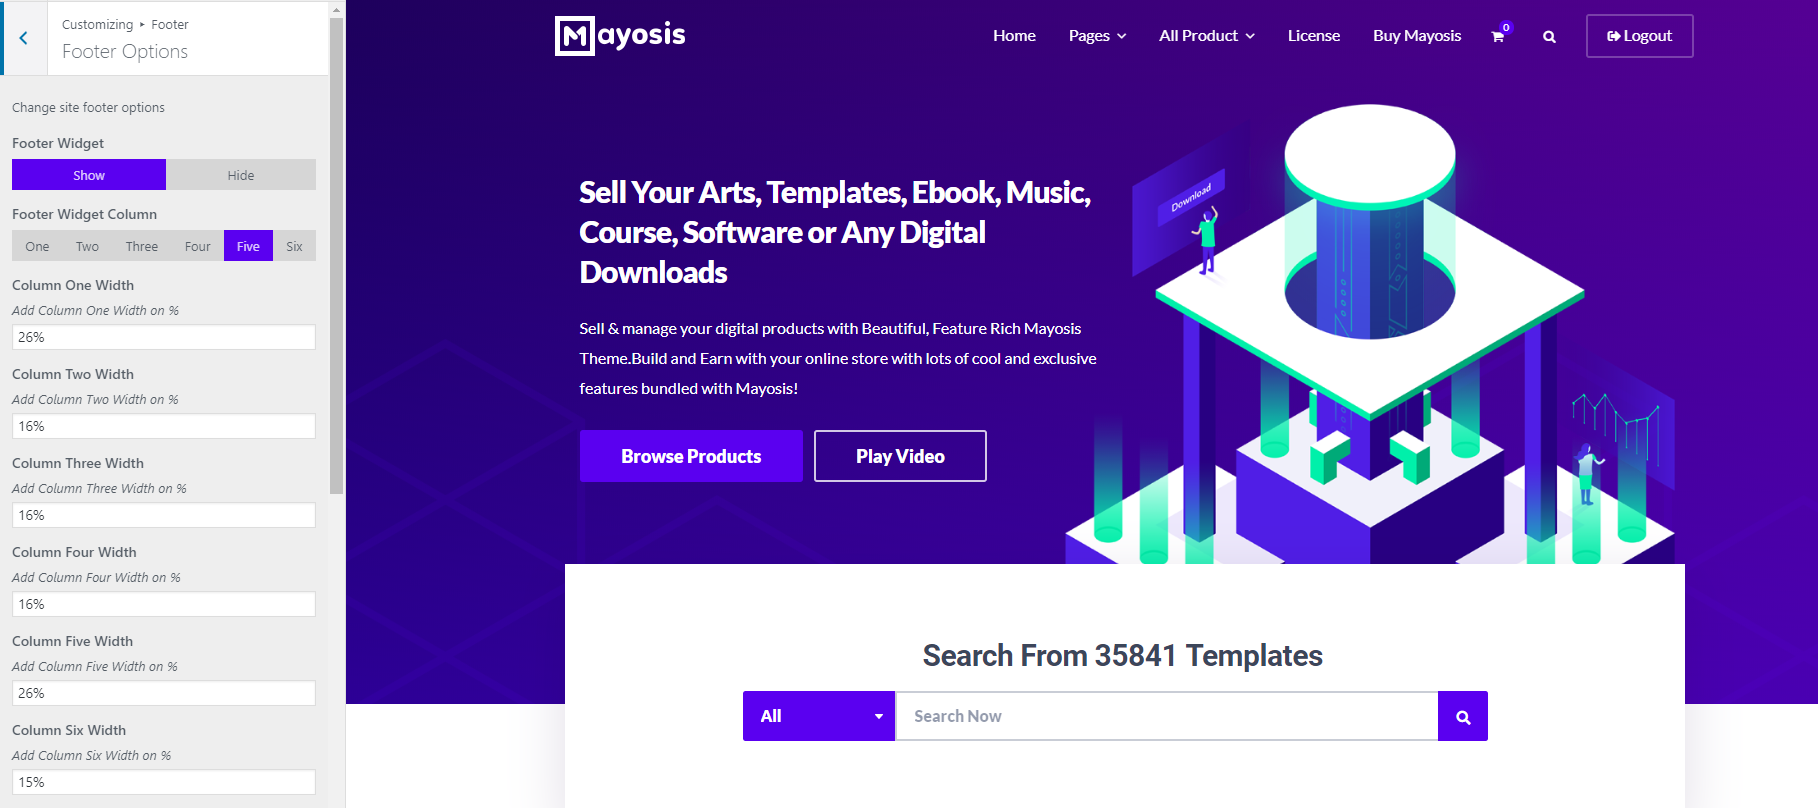 Customizing ▸ Footer
Footer Options
Change site footer options
Footer Widget
Show Hide
Footer Widget Column
One Two Three Four Five Six
Column One Width
Add Column One Width on %
26%
Column Two Width
Add Column Two Width on %
16%
Column Three Width
Add Column Three Width on %
16%
Column Four Width
Add Column Four Width on %
16%
Column Five Width
Add Column Five Width on %
26%
Column Six Width
Add Column Six Width on %
15%
Mayosis
Home Pages All Product License Buy Mayosis 0 Logout
Sell Your Arts, Templates, Ebook, Music,
Course, Software or Any Digital
Downloads
Sell & manage your digital products with Beautiful, Feature Rich Mayosis
Theme.Build and Earn with your online store with lots of cool and exclusive
features bundled with Mayosis!
Browse Products Play Video
Download
Search From 35841 Templates
All Search Now